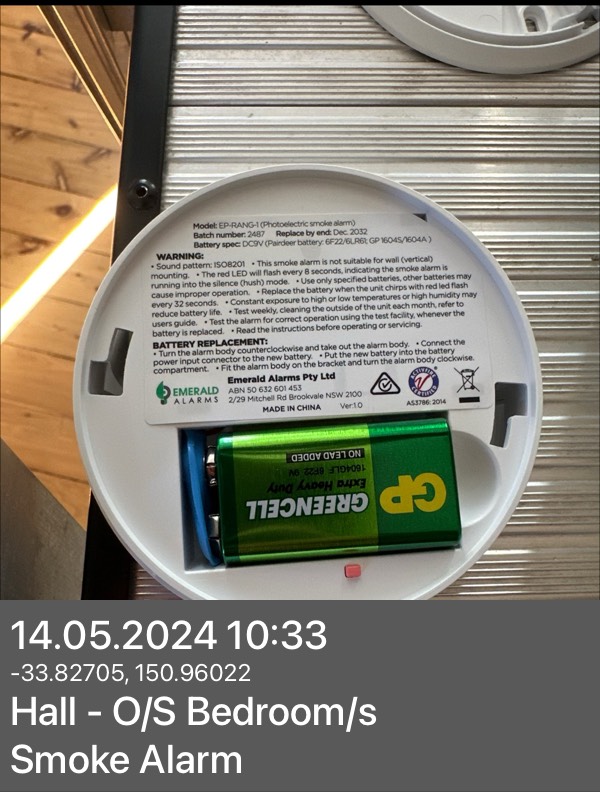 Model: EP-RANG-1 (Photoelectric smoke alarm)
Batch number: 2487 Replace by end: Dec. 2032
Battery spec: DC9V (Pairdeer battery: 6F22/6LR61; GP 1604S/1604A )
WARNING:
• Sound pattern: ISO8201 • This smoke alarm is not suitable for wall (vertical)
mounting. • The red LED will flash every 8 seconds, indicating the smoke alarm is
running into the silence (hush) mode. • Use only specified batteries, other batteries may
cause improper operation. • Replace the battery when the unit chirps with red led flash
every 32 seconds. • Constant exposure to high or low temperatures or high humidity may
reduce battery life. • Test weekly, cleaning the outside of the unit each month, refer to
users guide. • Test the alarm for correct operation using the test facility, whenever the
battery is replaced. • Read the instructions before operating or servicing.
BATTERY REPLACEMENT:
• Turn the alarm body counterclockwise and take out the alarm body. • Connect the
power input connector to the new battery. • Put the new battery into the battery
compartment. • Fit the alarm body on the bracket and turn the alarm body clockwise.
EMERALD
ALARMS
Emerald Alarms Pty Ltd
ABN 50 632 601 453
2/29 Mitchell Rd Brookvale NSW 2100
MADE IN CHINA Ver:1.0
AS3786: 2014
GP
GREENCELL
Extra Heavy Duty
1604GLF 6F22 9V
NO LEAD ADDED
14.05.2024 10:33
-33.82705, 150.96022
Hall - O/S Bedroom/s
Smoke Alarm